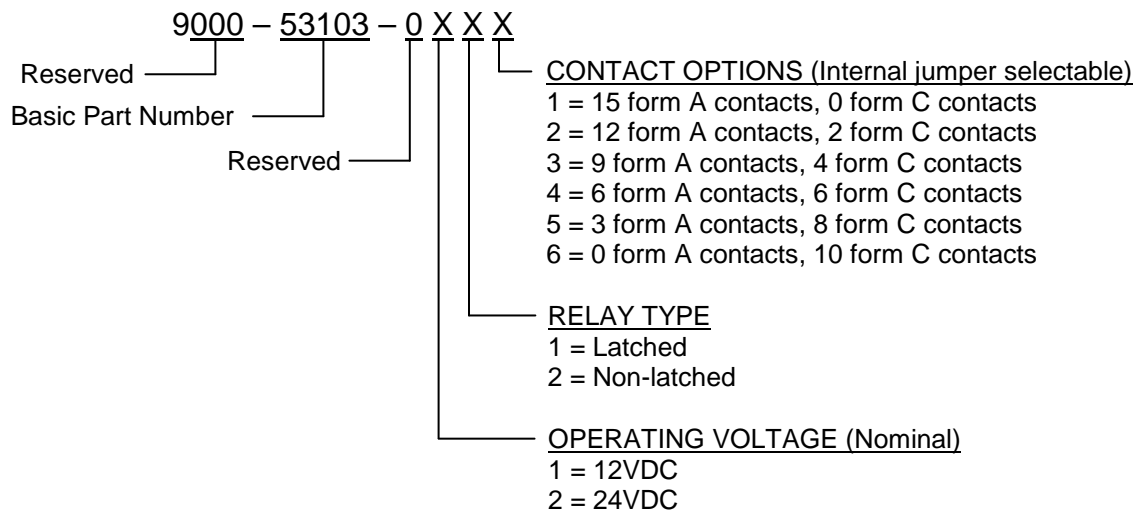 9000 – 53103 – 0 X X X
Reserved
Basic Part Number
Reserved
CONTACT OPTIONS (Internal jumper selectable)
1 = 15 form A contacts, 0 form C contacts
2 = 12 form A contacts, 2 form C contacts
3 = 9 form A contacts, 4 form C contacts
4 = 6 form A contacts, 6 form C contacts
5 = 3 form A contacts, 8 form C contacts
6 = 0 form A contacts, 10 form C contacts
RELAY TYPE
1 = Latched
2 = Non-latched
OPERATING VOLTAGE (Nominal)
1 = 12VDC
2 = 24VDC